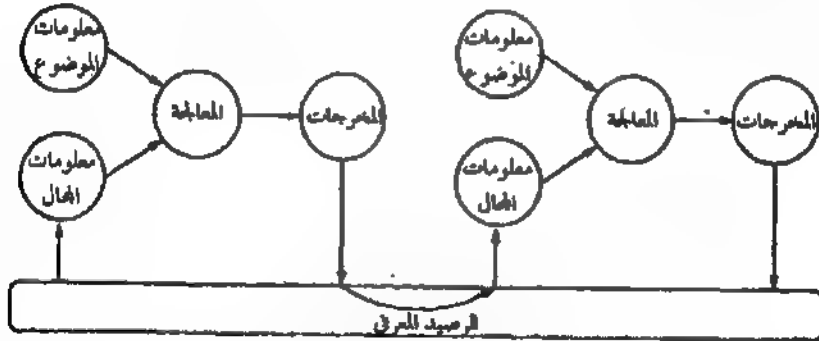 معلومات
الموضوع
معلومات
الموضوع
المعالجة
المخرجات
المعالجة
المخرجات
معلومات
المجال
معلومات
المجال
الرصيد المعرفي